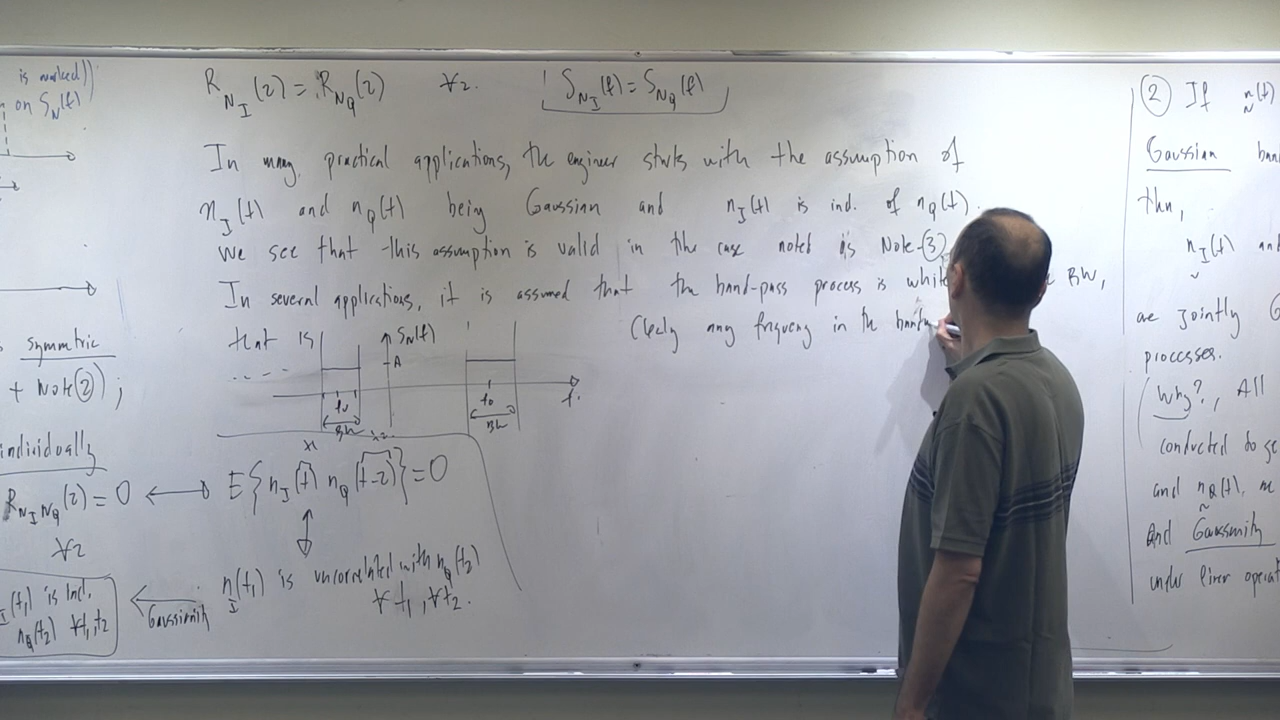 is worked))
on S_N(f)
symmetric
+ Note(2));
individually
R_{N_I N_Q}(τ) = 0 ⟷ E{n_I(t) n_Q(t-τ)} = 0
∀τ
n_I(t_1) is uncorrelated with n_Q(t_2)
∀ t_1, ∀ t_2.
Gaussianity
I(t_1) is Ind.
n_Q(t_2) ∀t_1,t_2
R_{N_I}(τ) = R_{N_Q}(τ) ∀τ. S_{N_I}(f) = S_{N_Q}(f)
In many practical applications, the engineer starts with the assumption of
n_I(t) and n_Q(t) being Gaussian and n_I(t) is ind. of n_Q(t).
We see that this assumption is valid in the case noted is Note-(3)
In several applications, it is assumed that the band-pass process is white BW,
that is
S_N(f)
A
f_0
BW
f_0
BW
f.
Clearly any frequency in the
(2) If n(t)
Gaussian
then,
n_I(t) and
are jointly G
processes.
(Why?, All
conducted to ge
and n_Q(t),
and Gaussianity
under linear operat